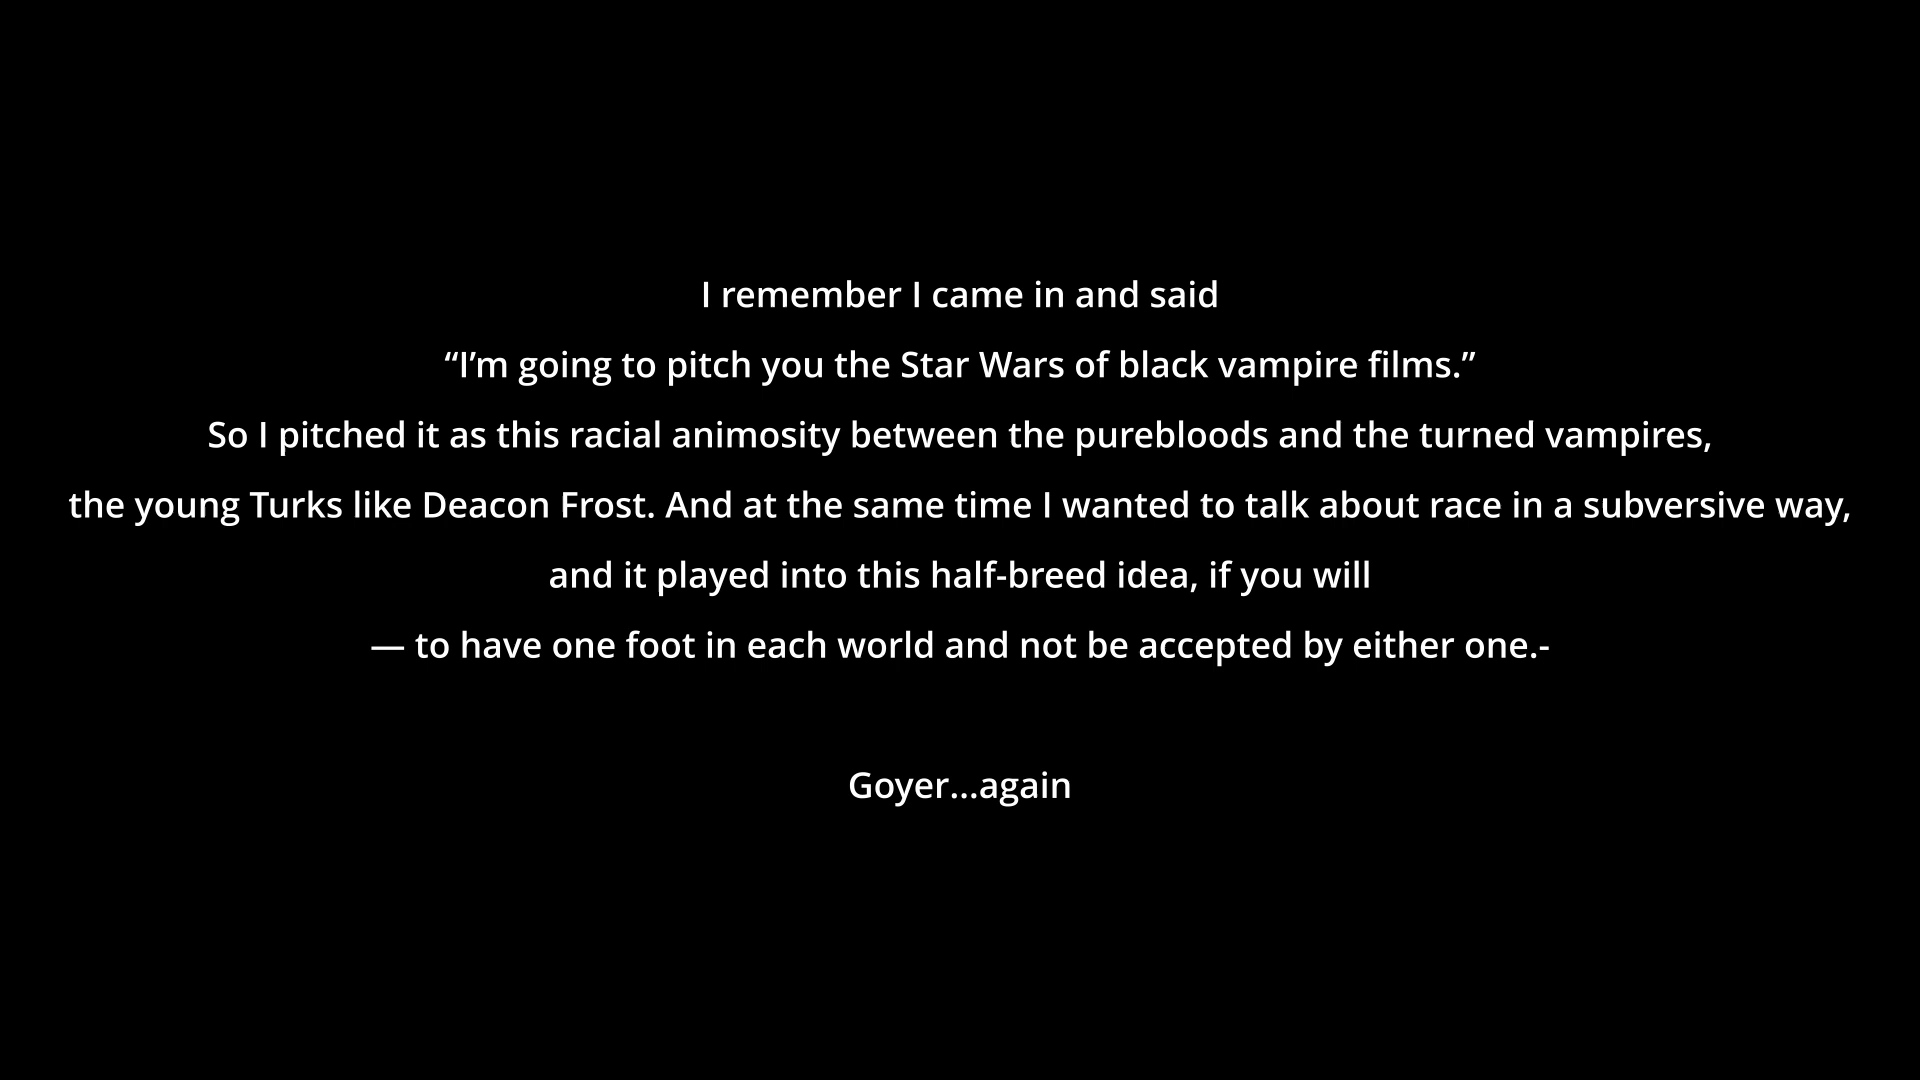 I remember I came in and said
“I’m going to pitch you the Star Wars of black vampire films.”
So I pitched it as this racial animosity between the purebloods and the turned vampires,
the young Turks like Deacon Frost. And at the same time I wanted to talk about race in a subversive way,
and it played into this half-breed idea, if you will
— to have one foot in each world and not be accepted by either one.-
Goyer...again